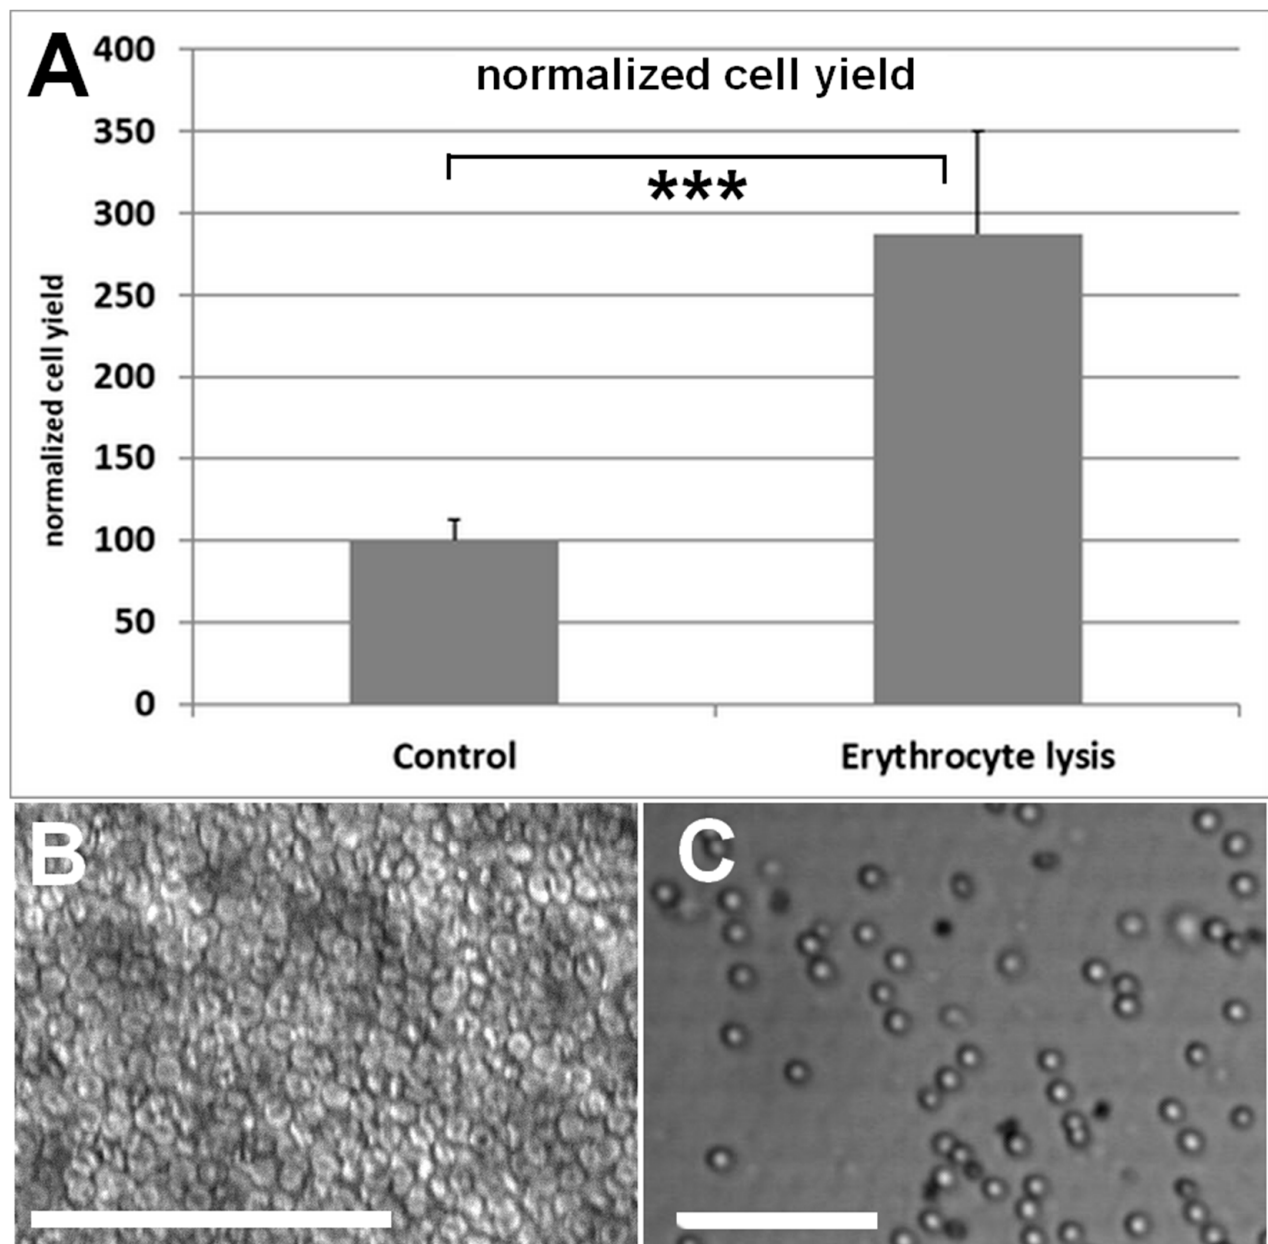 A
normalized cell yield
400
350
300
250
200
150
100
50
0
normalized cell yield
***
Control
Erythrocyte lysis
B
C